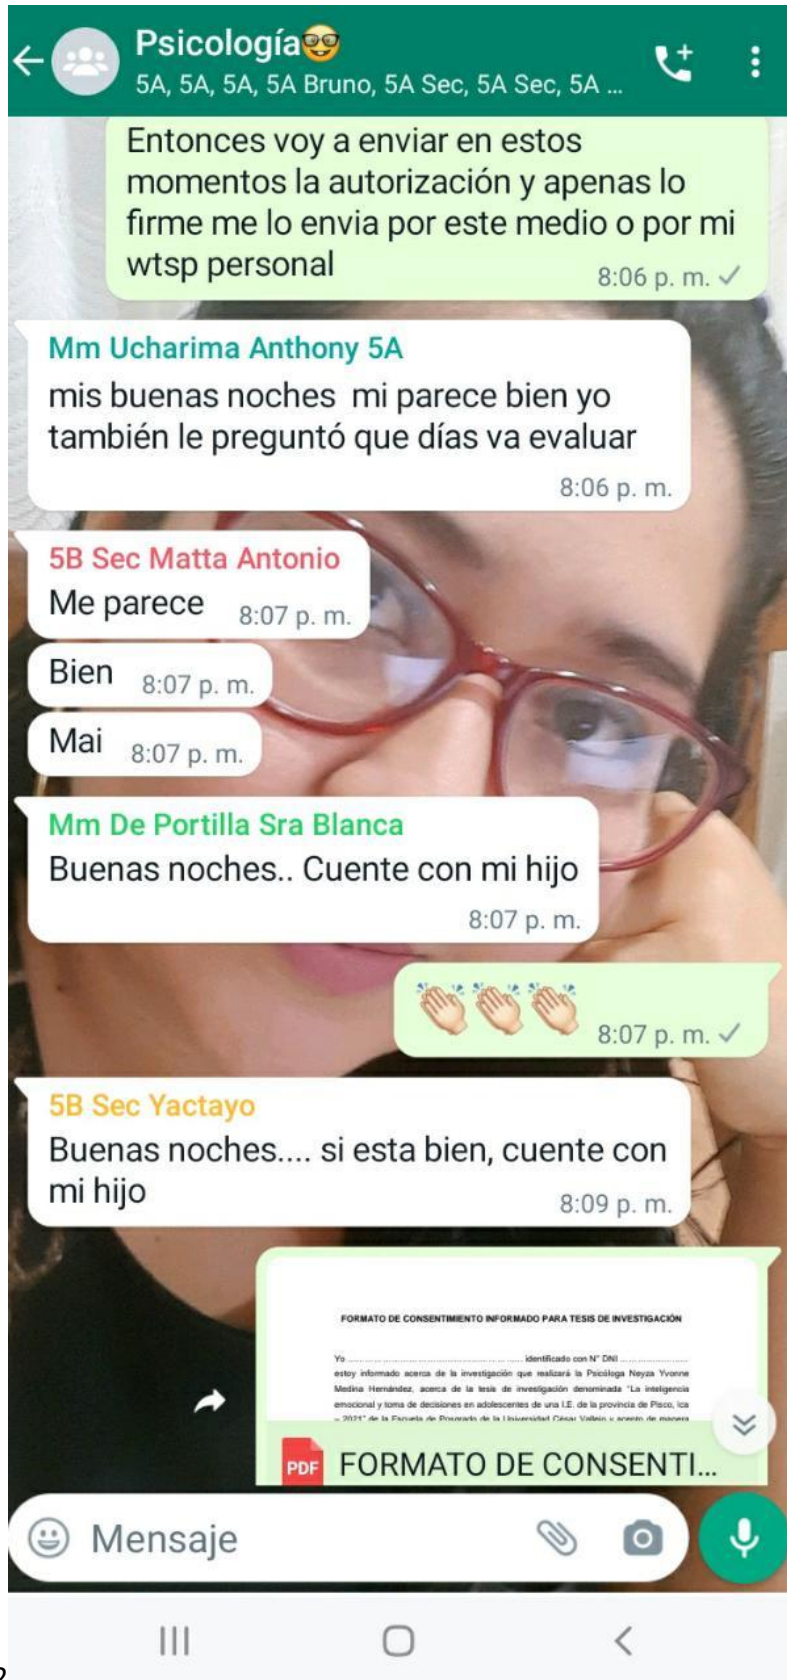 Psicología🤓
5A, 5A, 5A, 5A Bruno, 5A Sec, 5A Sec, 5A ...
Entonces voy a enviar en estos
momentos la autorización y apenas lo
firme me lo envia por este medio o por mi
wtsp personal
8:06 p. m.
Mm Ucharima Anthony 5A
mis buenas noches mi parece bien yo
también le preguntó que días va evaluar
8:06 p. m.
5B Sec Matta Antonio
Me parece 8:07 p. m.
Bien 8:07 p. m.
Mai 8:07 p. m.
Mm De Portilla Sra Blanca
Buenas noches.. Cuente con mi hijo
8:07 p. m.
👏🏻👏🏻👏🏻 8:07 p. m.
5B Sec Yactayo
Buenas noches.... si esta bien, cuente con
mi hijo
8:09 p. m.
FORMATO DE CONSENTIMIENTO INFORMADO PARA TESIS DE INVESTIGACIÓN
Yo ........................ identificado con N° DNI ........................
estoy informado acerca de la investigación que realizará la Psicóloga Neyza Yvonne
Medina Hernández, acerca de la tesis de investigación denominada "La inteligencia
emocional y toma de decisiones en adolescentes de una I.E. de la provincia de Pisco, Ica
– 2021" de la Escuela de Posgrado de la Universidad César Vallejo y acepto de manera
PDF FORMATO DE CONSENTI...
Mensaje